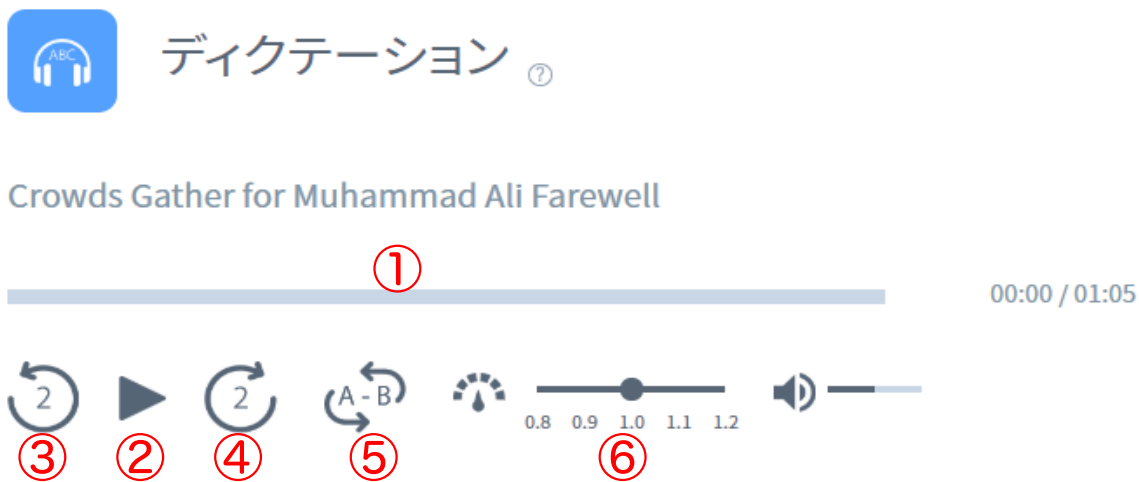 ABC
ディクテーション ?
Crowds Gather for Muhammad Ali Farewell
①
00:00 / 01:05
2 2 A - B
0.8 0.9 1.0 1.1 1.2
③ ② ④ ⑤ ⑥